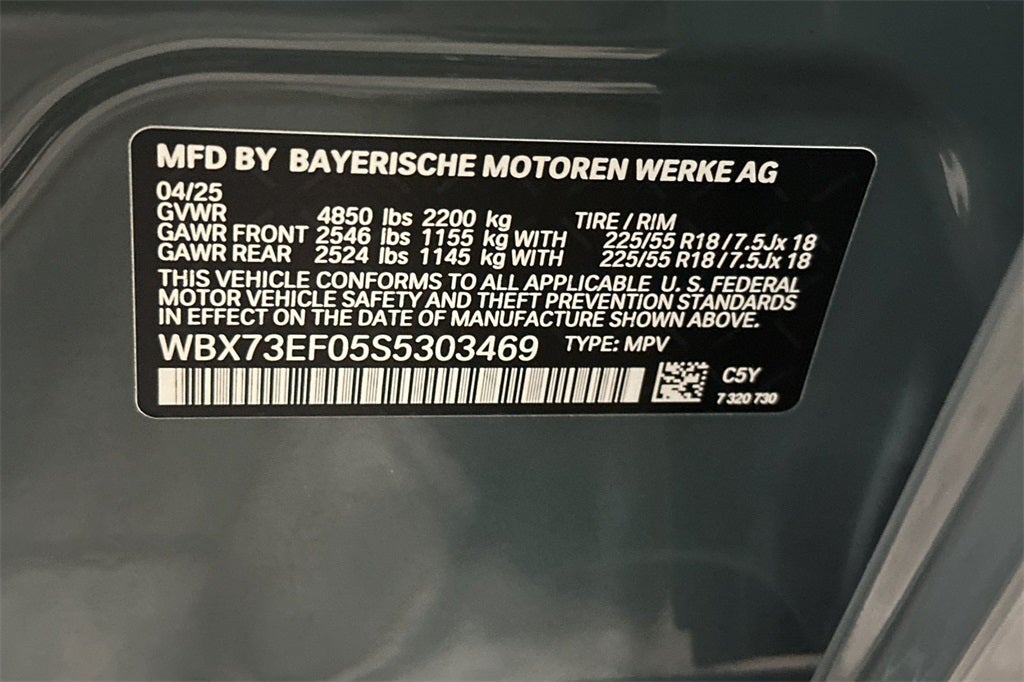 MFD BY BAYERISCHE MOTOREN WERKE AG
04/25
GVWR 4850 lbs 2200 kg TIRE / RIM
GAWR FRONT 2546 lbs 1155 kg WITH 225/55 R18 / 7.5Jx 18
GAWR REAR 2524 lbs 1145 kg WITH 225/55 R18 / 7.5Jx 18
THIS VEHICLE CONFORMS TO ALL APPLICABLE U. S. FEDERAL
MOTOR VEHICLE SAFETY AND THEFT PREVENTION STANDARDS
IN EFFECT ON THE DATE OF MANUFACTURE SHOWN ABOVE.
WBX73EF05S5303469 TYPE: MPV
C5Y
7 320 730